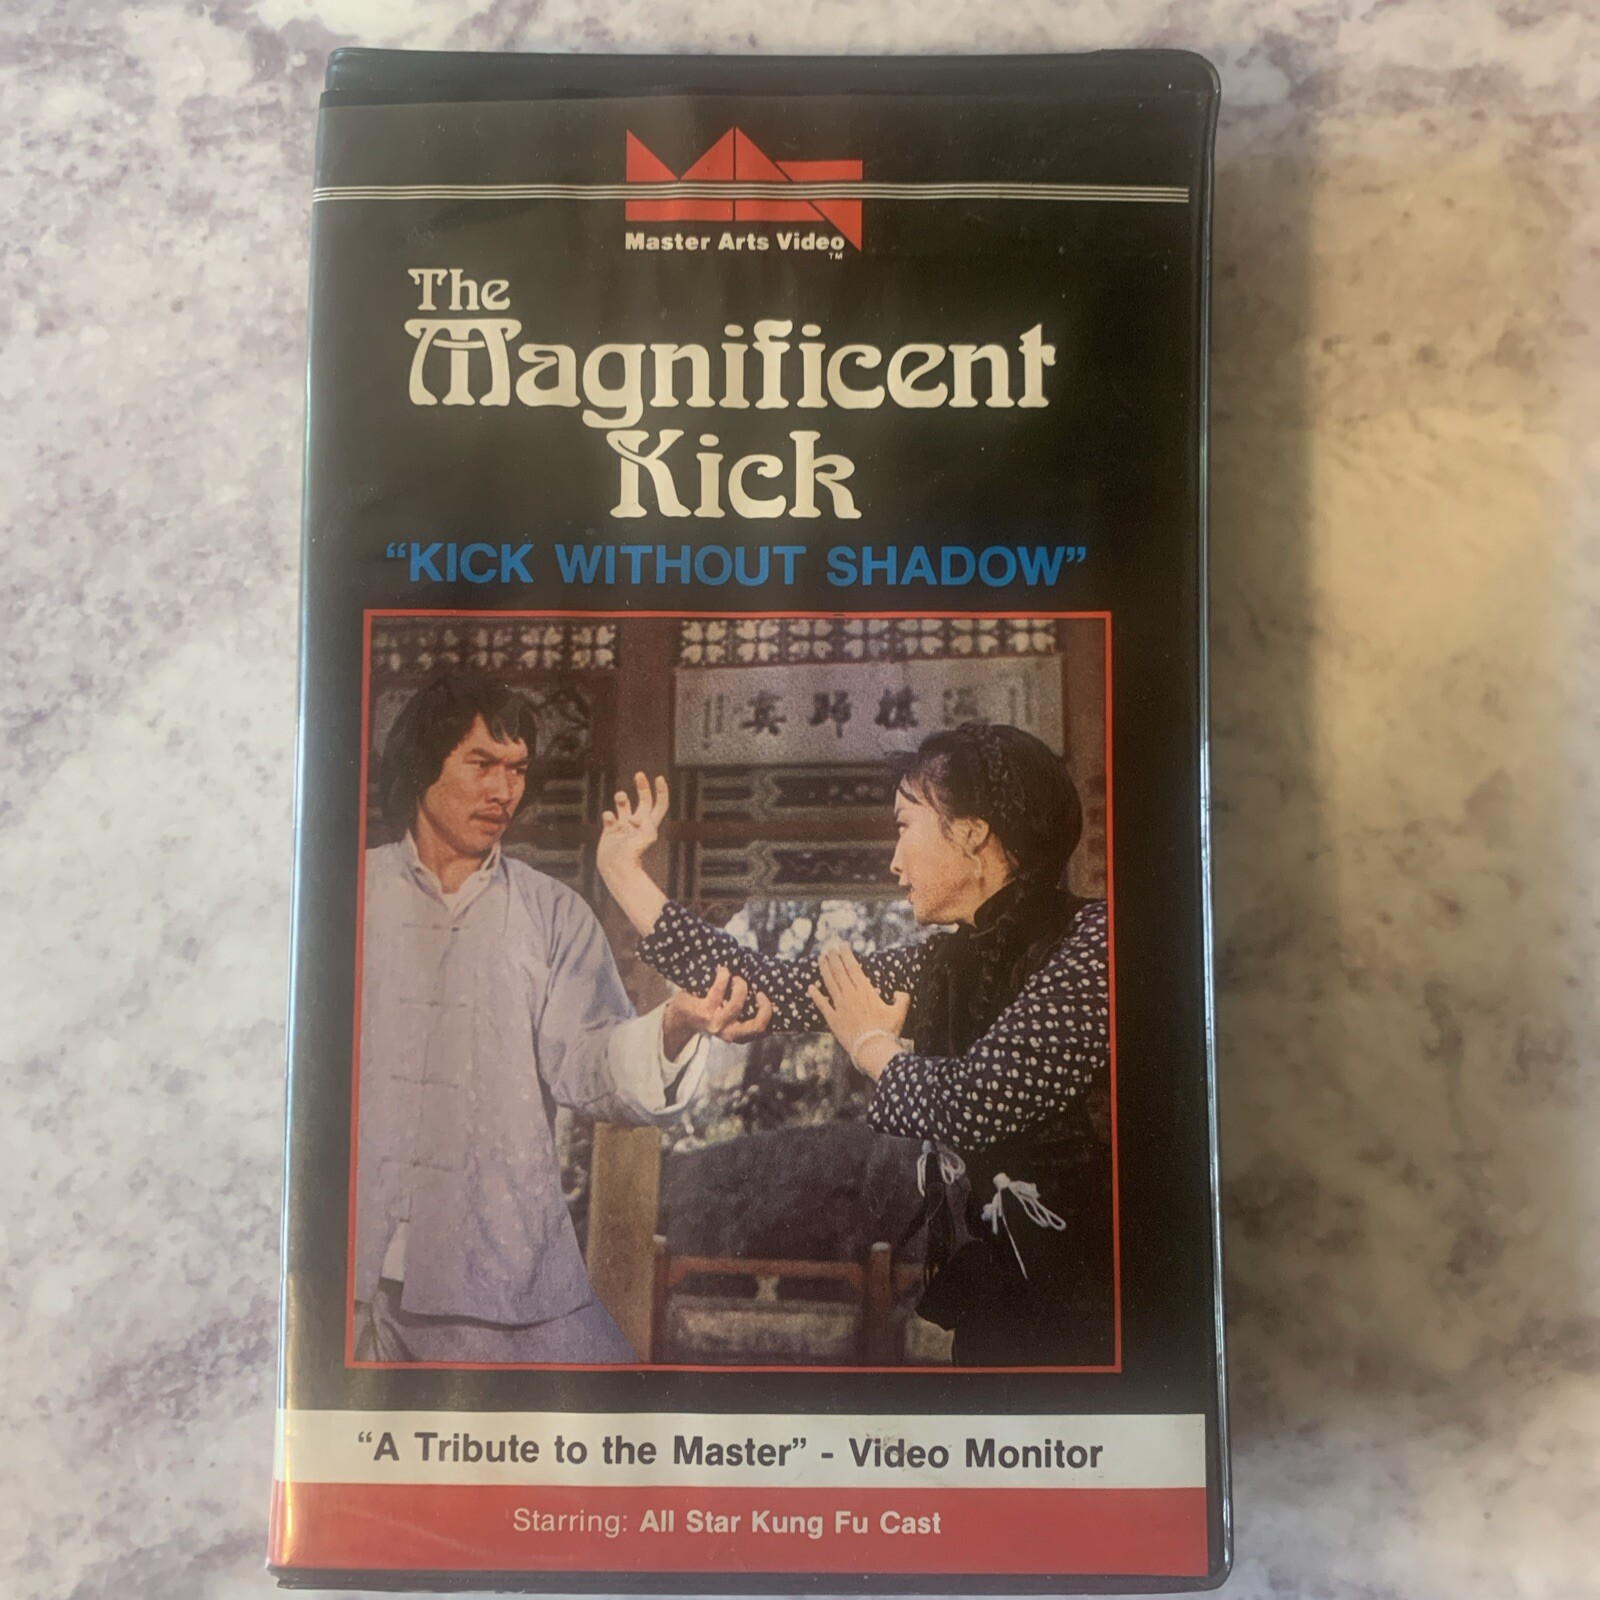 Master Arts Video
TM
The
Magnificent
Kick
“KICK WITHOUT SHADOW”
“A Tribute to the Master” - Video Monitor
Starring: All Star Kung Fu Cast